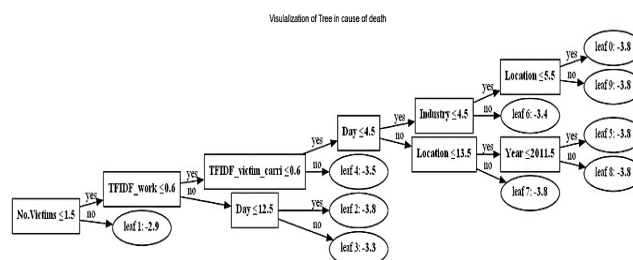 Visulalization of Tree in cause of death
yes
leaf 0: -3.8
Location ≤5.5
no
leaf 9: -3.8
yes
Industry ≤4.5
no
leaf 6: -3.4
yes
Day ≤4.5
no
Location ≤13.5
yes
Year ≤2011.5
yes
leaf 5: -3.8
no
leaf 8: -3.8
no
leaf 7: -3.8
yes
TFIDF_victim_carri ≤0.6
no
leaf 4: -3.5
yes
TFIDF_work ≤0.6
no
Day ≤12.5
yes
leaf 2: -3.8
no
leaf 3: -3.3
yes
No.Victims ≤1.5
no
leaf 1: -2.9